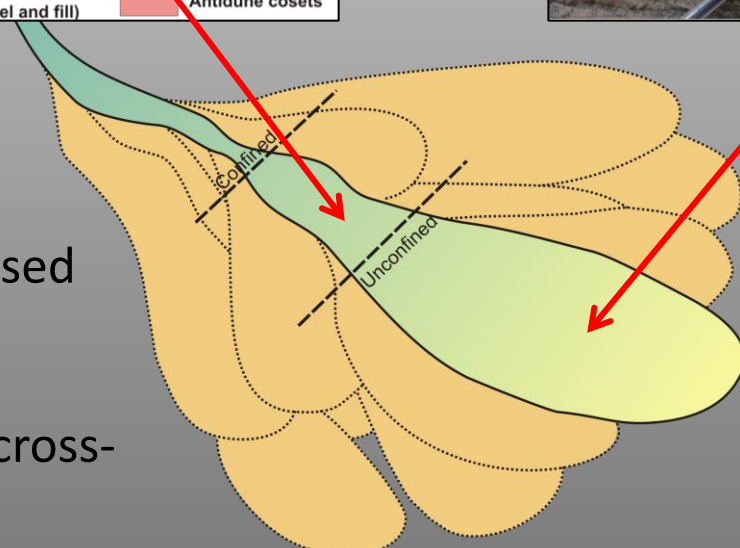 el and fill)
Antidune cosets
Confined
Unconfined
sed
cross-